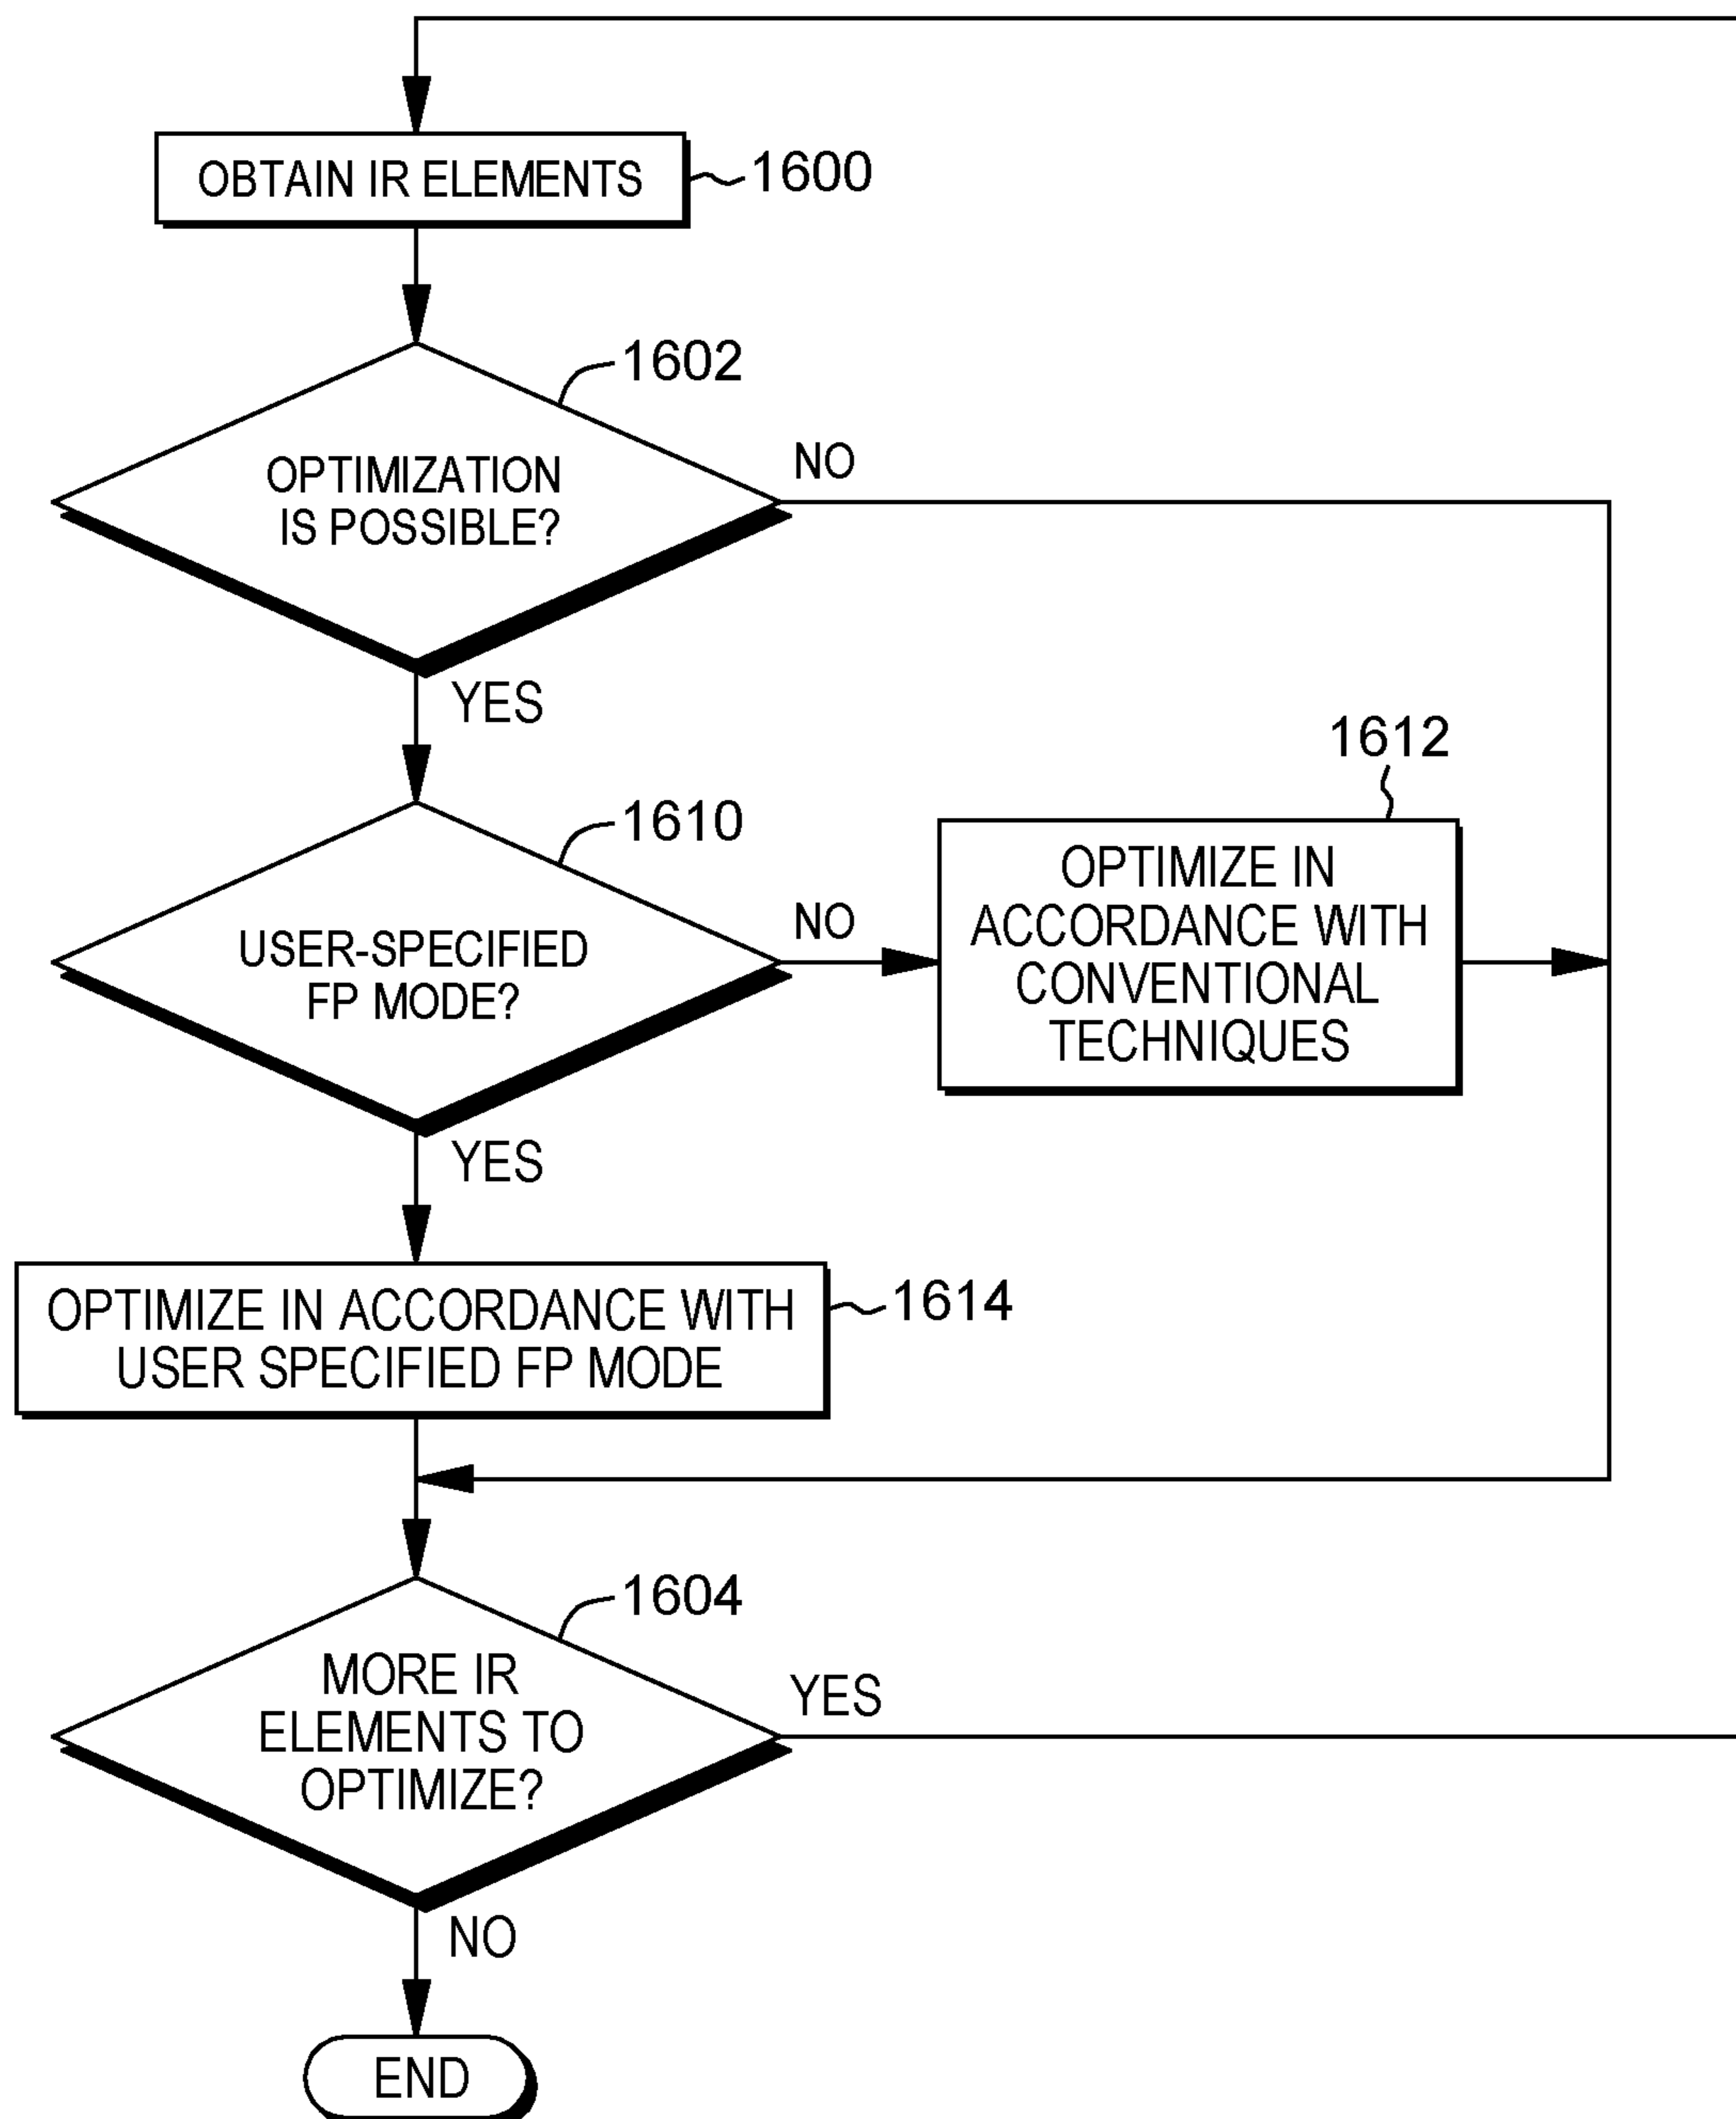 OBTAIN IR ELEMENTS
1600
1602
OPTIMIZATION
IS POSSIBLE?
NO
YES
1610
USER-SPECIFIED
FP MODE?
NO
1612
OPTIMIZE IN
ACCORDANCE WITH
CONVENTIONAL
TECHNIQUES
YES
OPTIMIZE IN ACCORDANCE WITH
USER SPECIFIED FP MODE
1614
1604
MORE IR
ELEMENTS TO
OPTIMIZE?
YES
NO
END